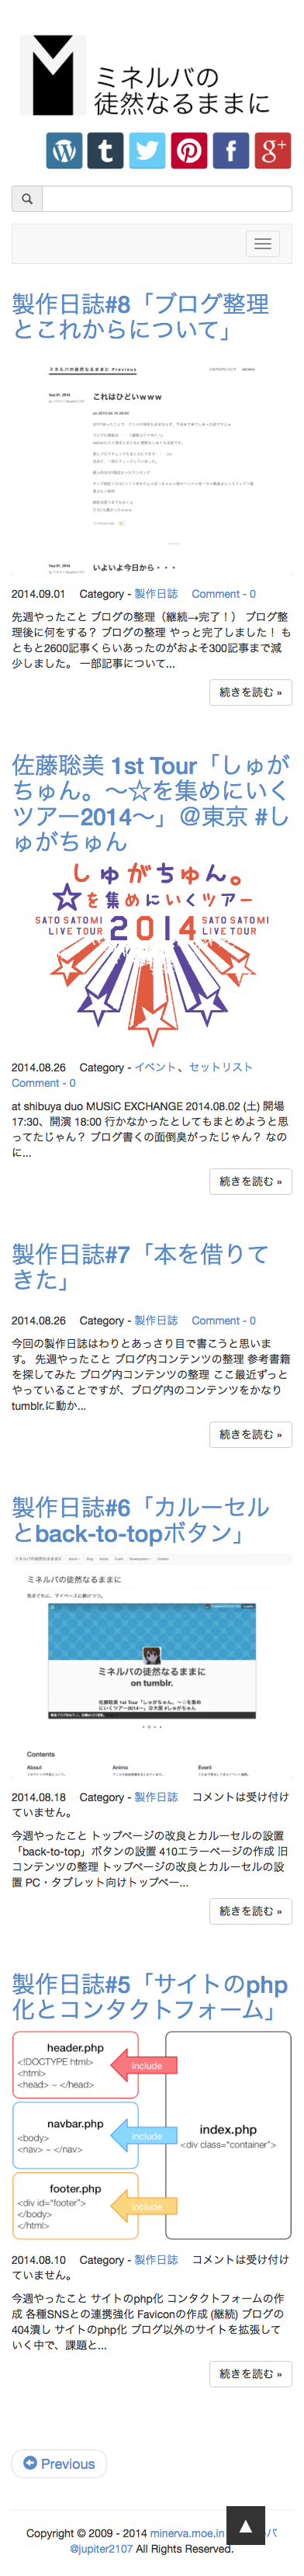 ミネルバの
徒然なるままに
製作日誌#8「ブログ整理
とこれからについて」
ミネルバの徒然なるままに Previous
これはひどいwww
2014.09.01 Category - 製作日誌 Comment - 0
先週やったこと ブログの整理（継続→完了！） ブログ整
理後に何をする？ ブログの整理 やっと完了しました！ も
ともと2600記事くらいあったのがおよそ300記事まで減
少しました。 一部記事について...
続きを読む »
佐藤聡美 1st Tour「しゅが
ちゅん。〜☆を集めにいく
ツアー2014〜」＠東京 #し
ゅがちゅん
しゅがちゅん。
☆を集めにいくツアー
SATO SATOMI 2014 SATO SATOMI
LIVE TOUR LIVE TOUR
2014.08.26 Category - イベント、セットリスト
Comment - 0
at shibuya duo MUSIC EXCHANGE 2014.08.02 (土) 開場
17:30、開演 18:00 行かなかったとしてもまとめようと思
ってたじゃん？ ブログ書くの面倒臭がったじゃん？ なの
に...
続きを読む »
製作日誌#7「本を借りて
きた」
2014.08.26 Category - 製作日誌 Comment - 0
今回の製作日誌はわりとあっさり目で書こうと思いま
す。 先週やったこと ブログ内コンテンツの整理 参考書籍
を探してみた ブログ内コンテンツの整理 ここ最近ずっと
やっていることですが、ブログ内のコンテンツをかなり
tumblr.に動か...
続きを読む »
製作日誌#6「カルーセル
とback-to-topボタン」
ミネルバの徒然なるままに
ミネルバの徒然なるままに
on tumblr.
Contents
About Anime Event
2014.08.18 Category - 製作日誌 コメントは受け付け
ていません。
今週やったこと トップページの改良とカルーセルの設置
「back-to-top」ボタンの設置 410エラーページの作成 旧
コンテンツの整理 トップページの改良とカルーセルの設
置 PC・タブレット向けトップペー...
続きを読む »
製作日誌#5「サイトのphp
化とコンタクトフォーム」
header.php
<!DOCTYPE html>
<html>
<head> ~ </head>
include
navbar.php
<body>
<nav> ~ </nav>
include
index.php
<div class="container">
footer.php
<div id="footer">
</body>
</html>
include
2014.08.10 Category - 製作日誌 コメントは受け付け
ていません。
今週やったこと サイトのphp化 コンタクトフォームの作
成 各種SNSとの連携強化 Faviconの作成 (継続) ブログの
404潰し サイトのphp化 ブログ以外のサイトを拡張して
いく中で、課題と...
続きを読む »
Previous
Copyright © 2009 - 2014 minerva.moe.in
@jupiter2107 All Rights Reserved.